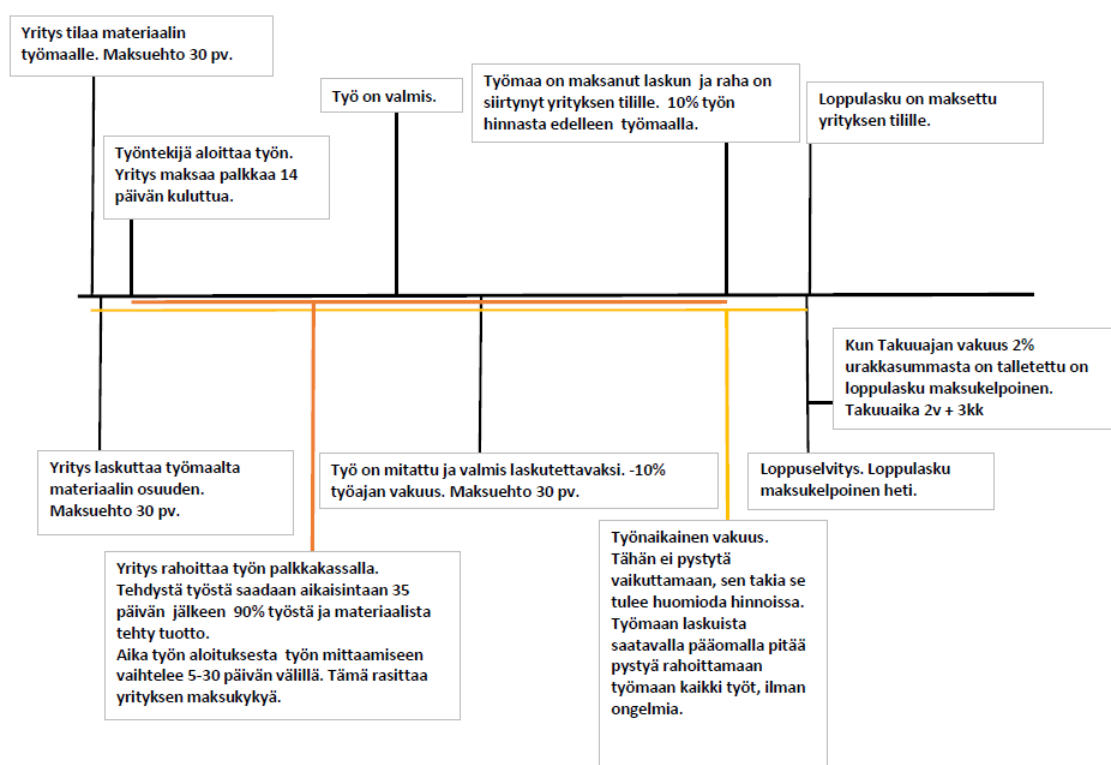 Yritys tilaa materiaalin
työmaalle. Maksuehto 30 pv.
Työ on valmis.
Työmaa on maksanut laskun ja raha on
siirtynyt yrityksen tilille. 10% työn
hinnasta edelleen työmaalla.
Loppulasku on maksettu
yrityksen tilille.
Työntekijä aloittaa työn.
Yritys maksaa palkkaa 14
päivän kuluttua.
Kun Takuuajan vakuus 2%
urakkasummasta on talletettu on
loppulasku maksukelpoinen.
Takuuaika 2v + 3kk
Yritys laskuttaa työmaalta
materiaalin osuuden.
Maksuehto 30 pv.
Työ on mitattu ja valmis laskutettavaksi. -10%
työajan vakuus. Maksuehto 30 pv.
Loppuselvitys. Loppulasku
maksukelpoinen heti.
Yritys rahoittaa työn palkkakassalla.
Tehdystä työstä saadaan aikaisintaan 35
päivän jälkeen 90% työstä ja materiaalista
tehty tuotto.
Aika työn aloituksesta työn mittaamiseen
vaihtelee 5-30 päivän välillä. Tämä rasittaa
yrityksen maksukykyä.
Työnaikainen vakuus.
Tähän ei pystytä
vaikuttamaan, sen takia se
tulee huomioda hinnoissa.
Työmaan laskuista
saatavalla pääomalla pitää
pystyä rahoittamaan
työmaan kaikki työt, ilman
ongelmia.